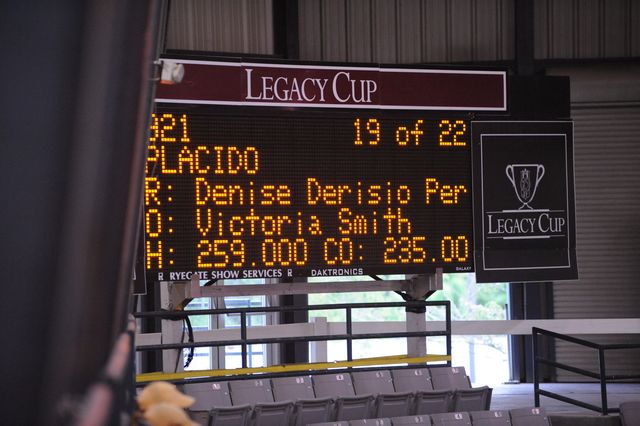 LEGACY CUP
921 19 of 22
PLACIDO
R: Denise Derisio Per
O: Victoria Smith
H: 259.000 CO: 235.00
R RYEGATE SHOW SERVICES R DAKTRONICS GALAXY
LEGACY CUP